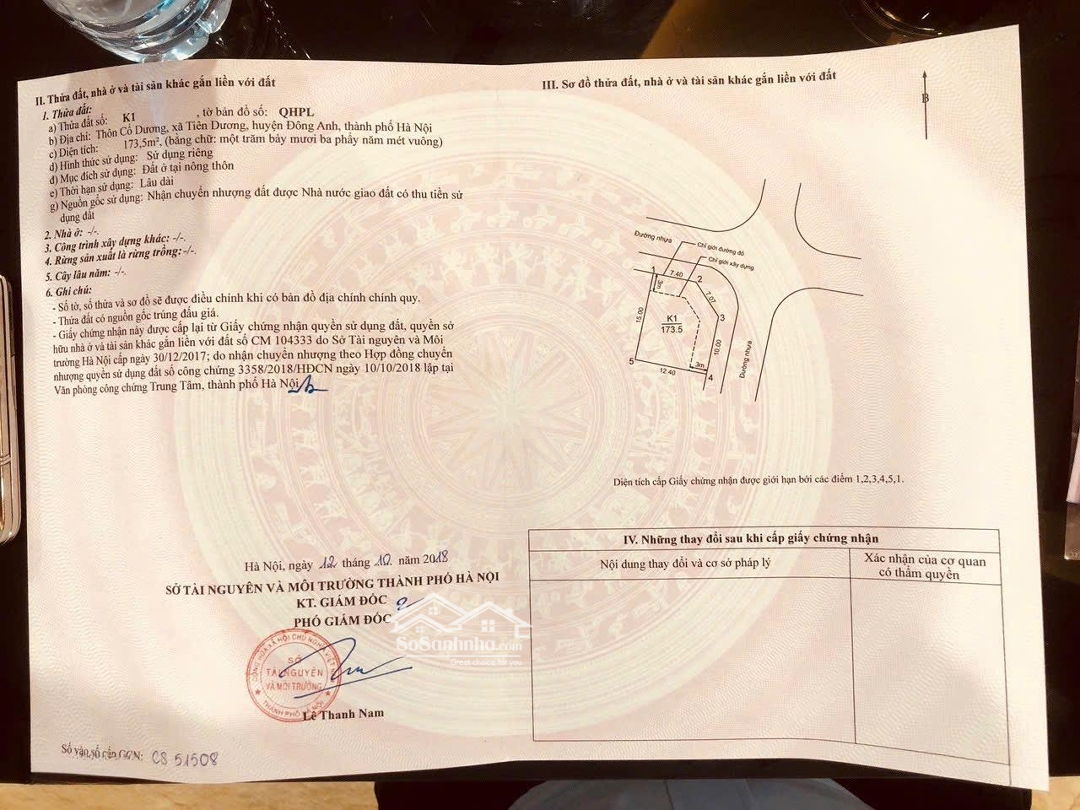 II. Thửa đất, nhà ở và tài sản khác gắn liền với đất
1. Thửa đất:
a) Thửa đất số: K1 , tờ bản đồ số: QHPL
b) Địa chỉ: Thôn Cổ Dương, xã Tiên Dương, huyện Đông Anh, thành phố Hà Nội
c) Diện tích: 173,5m², (bằng chữ: một trăm bảy mươi ba phẩy năm mét vuông)
d) Hình thức sử dụng: Sử dụng riêng
đ) Mục đích sử dụng: Đất ở tại nông thôn
e) Thời hạn sử dụng: Lâu dài
g) Nguồn gốc sử dụng: Nhận chuyển nhượng đất được Nhà nước giao đất có thu tiền sử
dụng đất
2. Nhà ở: -/-.
3. Công trình xây dựng khác: -/-.
4. Rừng sản xuất là rừng trồng: -/-.
5. Cây lâu năm: -/-.
6. Ghi chú:
- Số tờ, số thửa và sơ đồ sẽ được điều chỉnh khi có bản đồ địa chính chính quy.
- Thửa đất có nguồn gốc trúng đấu giá.
- Giấy chứng nhận này được cấp lại từ Giấy chứng nhận quyền sử dụng đất, quyền sở
hữu nhà ở và tài sản khác gắn liền với đất số CM 104333 do Sở Tài nguyên và Môi
trường Hà Nội cấp ngày 30/12/2017; do nhận chuyển nhượng theo Hợp đồng chuyển
nhượng quyền sử dụng đất số công chứng 3358/2018/HĐCN ngày 10/10/2018 lập tại
Văn phòng công chứng Trung Tâm, thành phố Hà Nội.
Hà Nội, ngày 12 tháng 10 năm 2018
SỞ TÀI NGUYÊN VÀ MÔI TRƯỜNG THÀNH PHỐ HÀ NỘI
KT. GIÁM ĐỐC
PHÓ GIÁM ĐỐC
CỘNG HÒA XÃ HỘI CHỦ NGHĨA VIỆT
SỞ
TÀI NGUYÊN
VÀ MÔI TRƯỜNG
Lê Thanh Nam
Số vào sổ cấp GCN: CS 51508
SoSanhnha.com
III. Sơ đồ thửa đất, nhà ở và tài sản khác gắn liền với đất
B
Đường nhựa
Chỉ giới đường đỏ
Chỉ giới xây dựng
1
7.40
2
3m
7.07
3
15.00
K1
173.5
10.00
Đường nhựa
5
12.40
3m
4
Diện tích cấp Giấy chứng nhận được giới hạn bởi các điểm 1,2,3,4,5,1.
IV. Những thay đổi sau khi cấp giấy chứng nhận
Nội dung thay đổi và cơ sở pháp lý
Xác nhận của cơ quan
có thẩm quyền